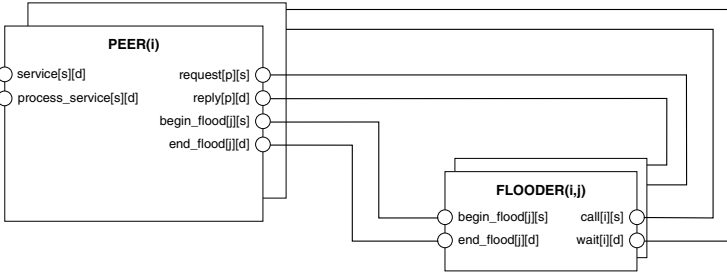 PEER(i)
service[s][d]
request[p][s]
process_service[s][d]
reply[p][d]
begin_flood[j][s]
end_flood[j][d]
FLOODER(i,j)
begin_flood[j][s]
call[i][s]
end_flood[j][d]
wait[i][d]